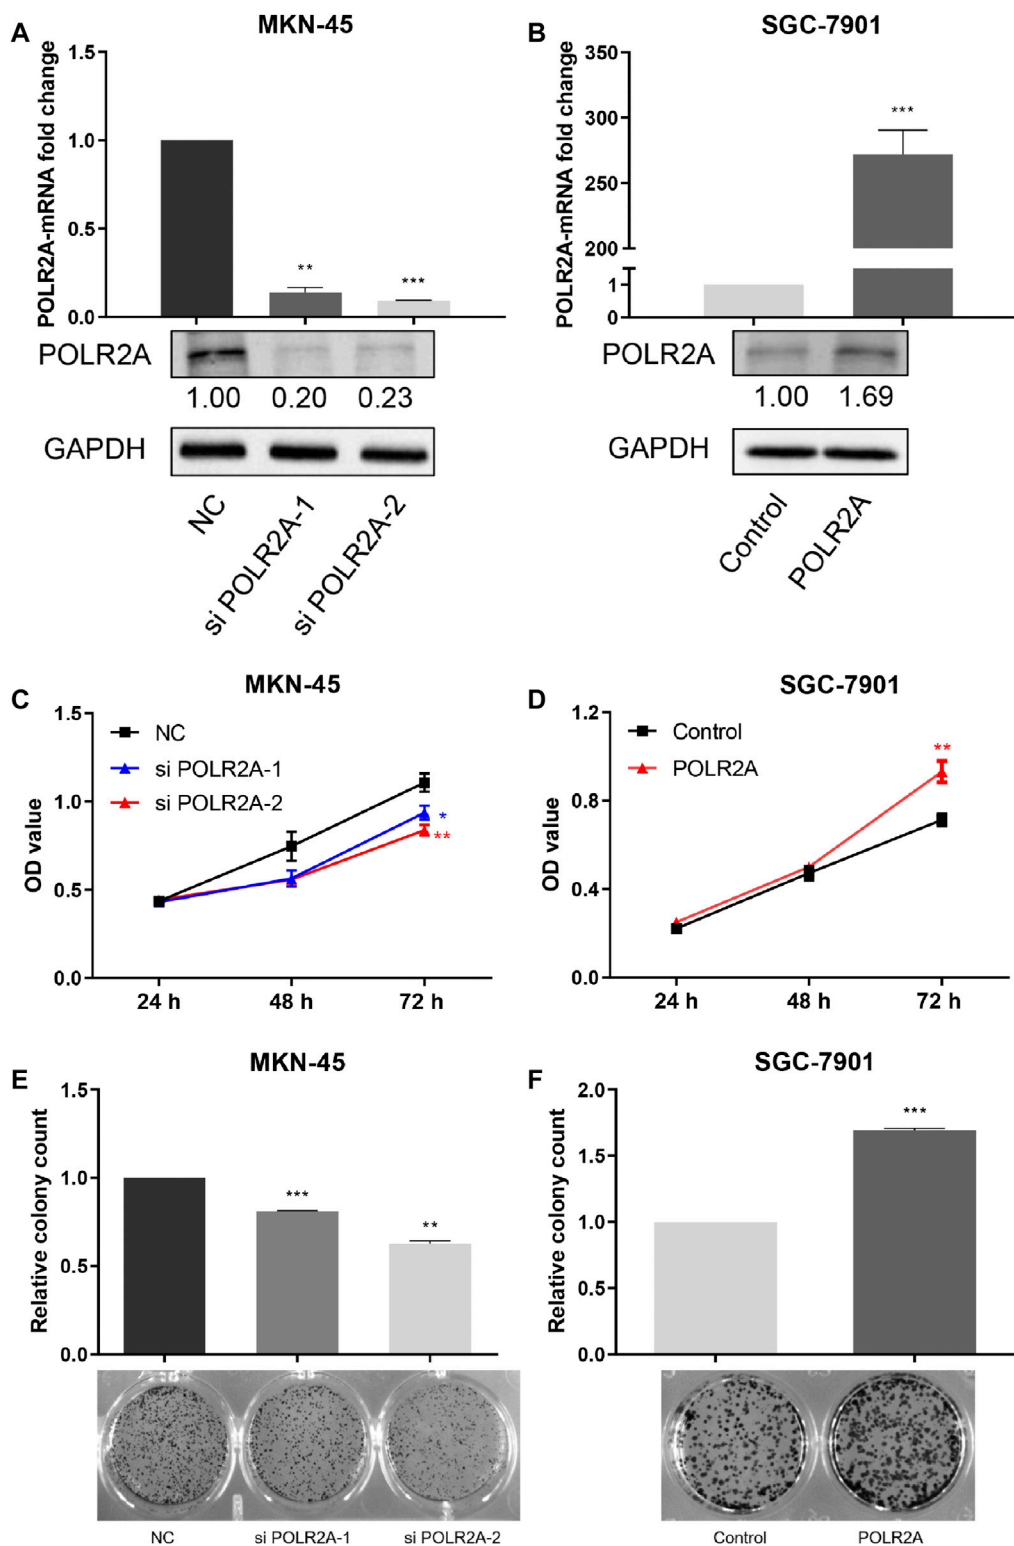 A
MKN-45
POLR2A-mRNA fold change
1.5
1.0
0.5
0.0
**
***
POLR2A
1.00 0.20 0.23
GAPDH
NC
si POLR2A-1
si POLR2A-2
B
SGC-7901
POLR2A-mRNA fold change
350
300
250
200
1
0
***
POLR2A
1.00 1.69
GAPDH
Control
POLR2A
C
MKN-45
OD value
1.5
1.0
0.5
0.0
NC
si POLR2A-1
si POLR2A-2
*
**
24 h 48 h 72 h
D
SGC-7901
OD value
1.2
0.8
0.4
0.0
Control
POLR2A
**
24 h 48 h 72 h
E
MKN-45
Relative colony count
1.5
1.0
0.5
0.0
***
**
NC si POLR2A-1 si POLR2A-2
F
SGC-7901
Relative colony count
2.0
1.5
1.0
0.5
0.0
***
Control POLR2A